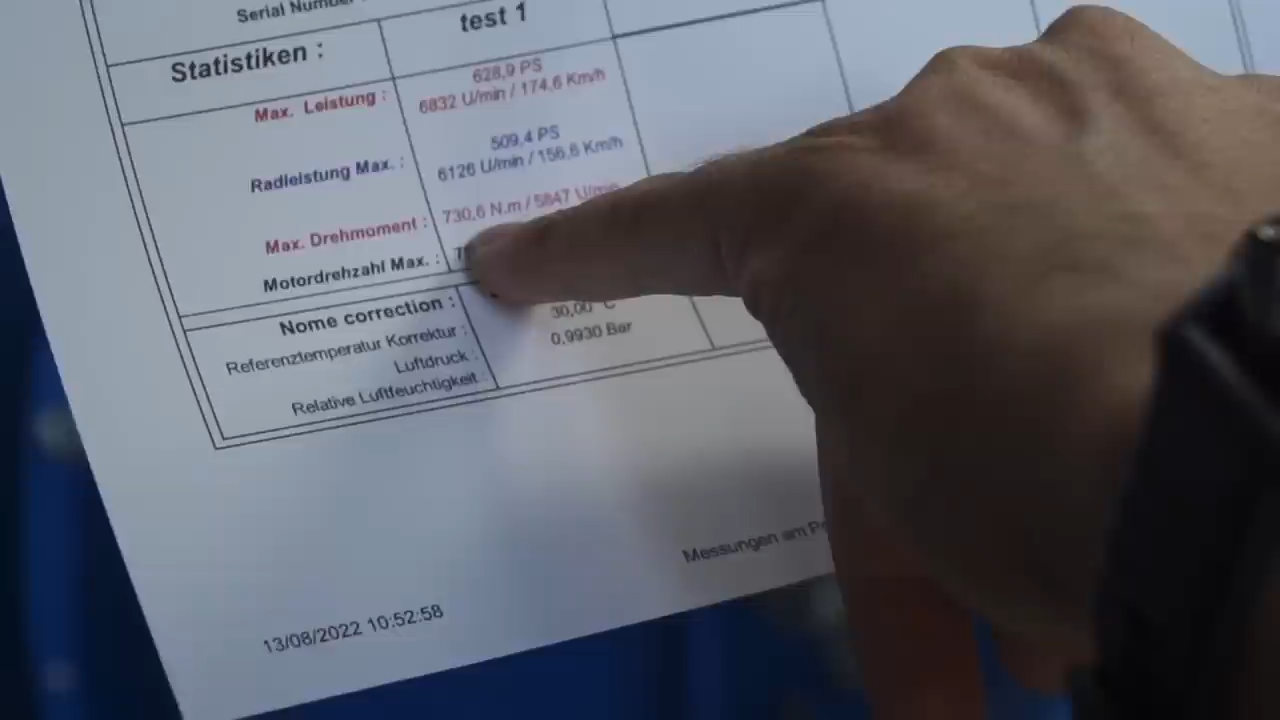 Serial Number
Statistiken :
test 1
Max. Leistung :
628,9 PS
6832 U/min / 174,6 Km/h
Radleistung Max. :
509,4 PS
6126 U/min / 156,6 Km/h
Max. Drehmoment :
730,6 N.m / 5847 U/min
Motordrehzahl Max. :
Nome correction :
Referenztemperatur Korrektur :
30,00 °C
Luftdruck :
0,9930 Bar
Relative Luftfeuchtigkeit :
Messungen am
13/08/2022 10:52:58